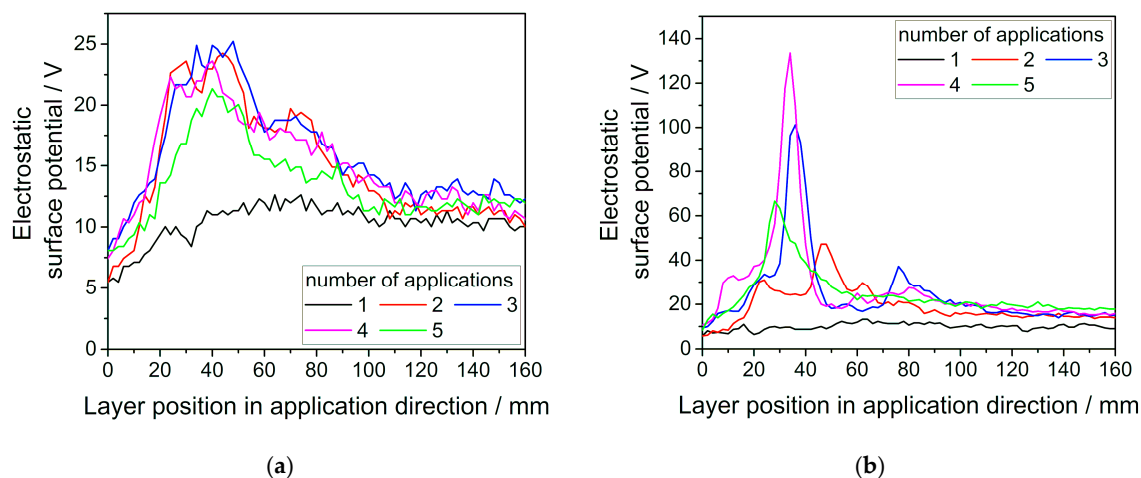 25
20
15
10
5
0
Electrostatic
surface potential / V
number of applications
1 2 3
4 5
0 20 40 60 80 100 120 140 160
Layer position in application direction / mm
(a)
140
120
100
80
60
40
20
0
Electrostatic
surface potential / V
number of applications
1 2 3
4 5
0 20 40 60 80 100 120 140 160
Layer position in application direction / mm
(b)